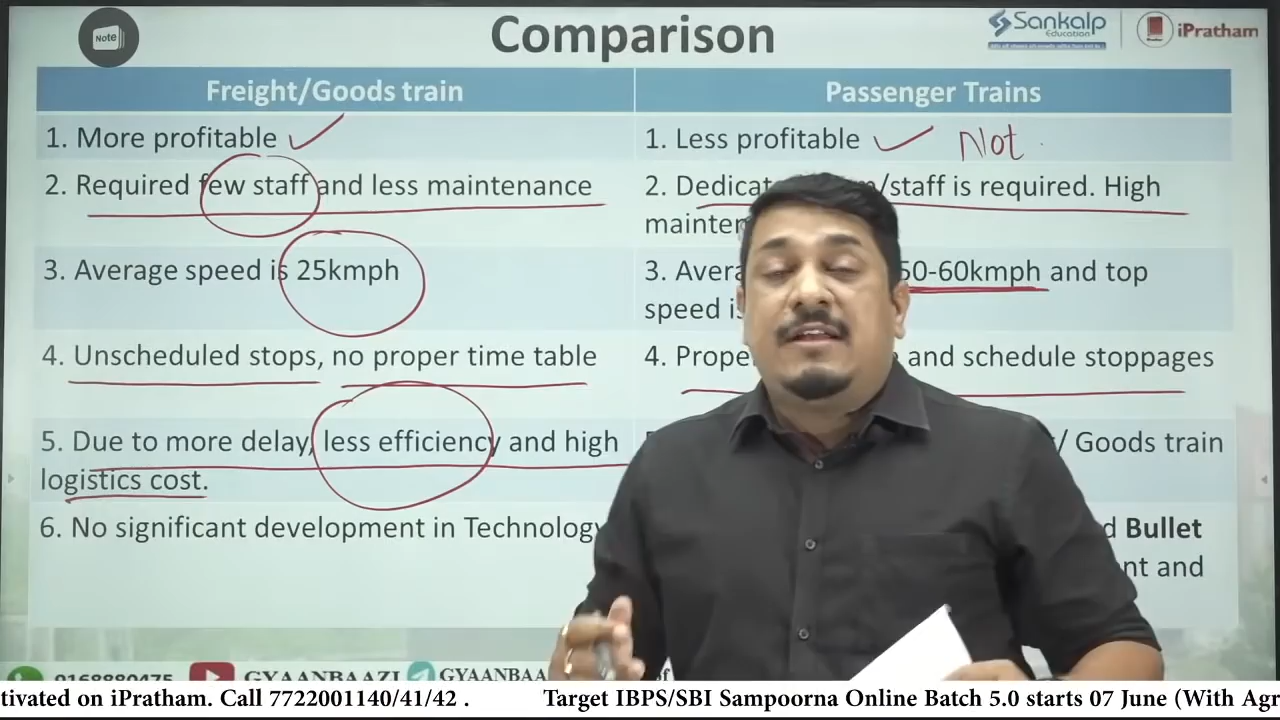 Note
Comparison
Sankalp
Education
iPratham
Freight/Goods train
Passenger Trains
1. More profitable
1. Less profitable
Not
2. Required few staff and less maintenance
2. Dedicat /staff is required. High
mainten
3. Average speed is 25kmph
3. Avera 50-60kmph and top
speed is
4. Unscheduled stops, no proper time table
4. Prope and schedule stoppages
5. Due to more delay, less efficiency and high
logistics cost.
/ Goods train
6. No significant development in Technology
d Bullet
nt and
9168880475
GYAANBAAZI
GYAANBAA
of
tivated on iPratham. Call 7722001140/41/42 .
Target IBPS/SBI Sampoorna Online Batch 5.0 starts 07 June (With Agr